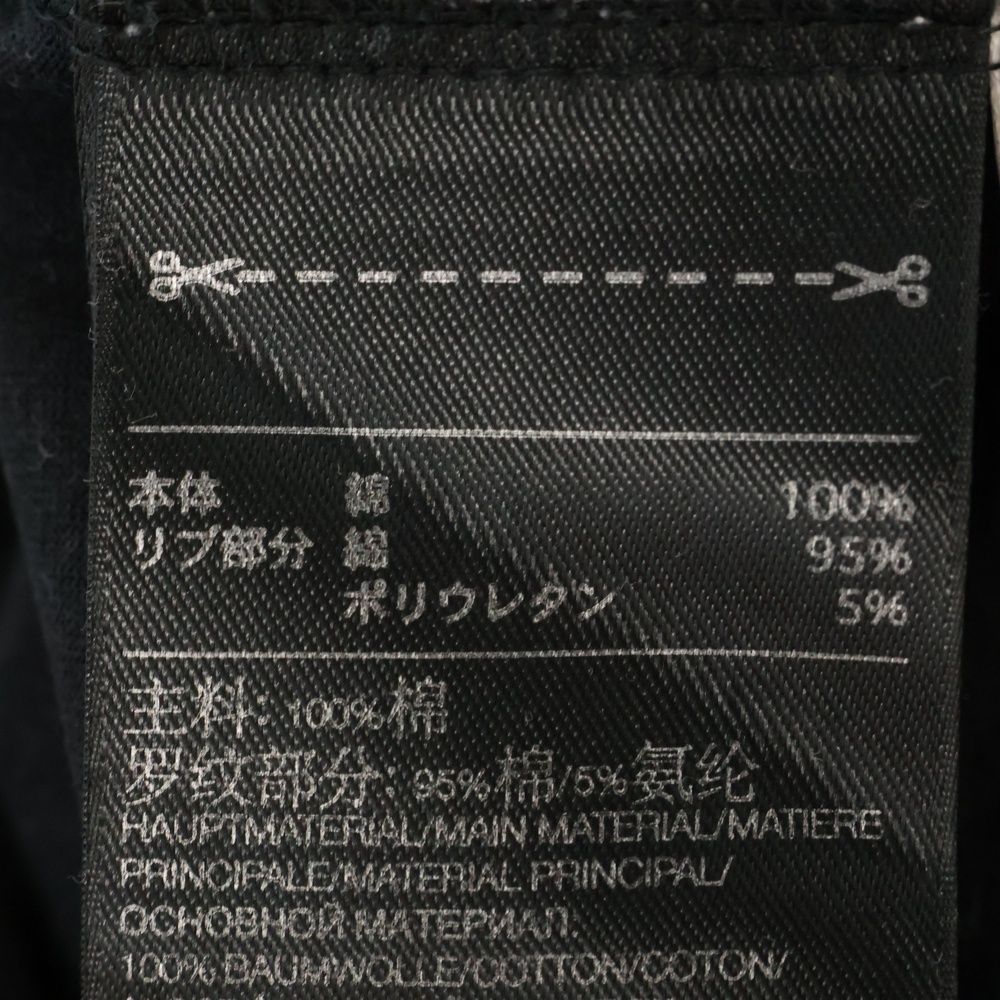 本体 綿 100%
リブ部分 綿 95%
ポリウレタン 5%
主料: 100%棉
罗纹部分: 95%棉/5%氨纶
HAUPTMATERIAL/MAIN MATERIAL/MATIERE
PRINCIPALE/MATERIAL PRINCIPAL/
ОСНОВНОЙ МАТЕРИАЛ:
100% BAUMWOLLE/COTTON/COTON/